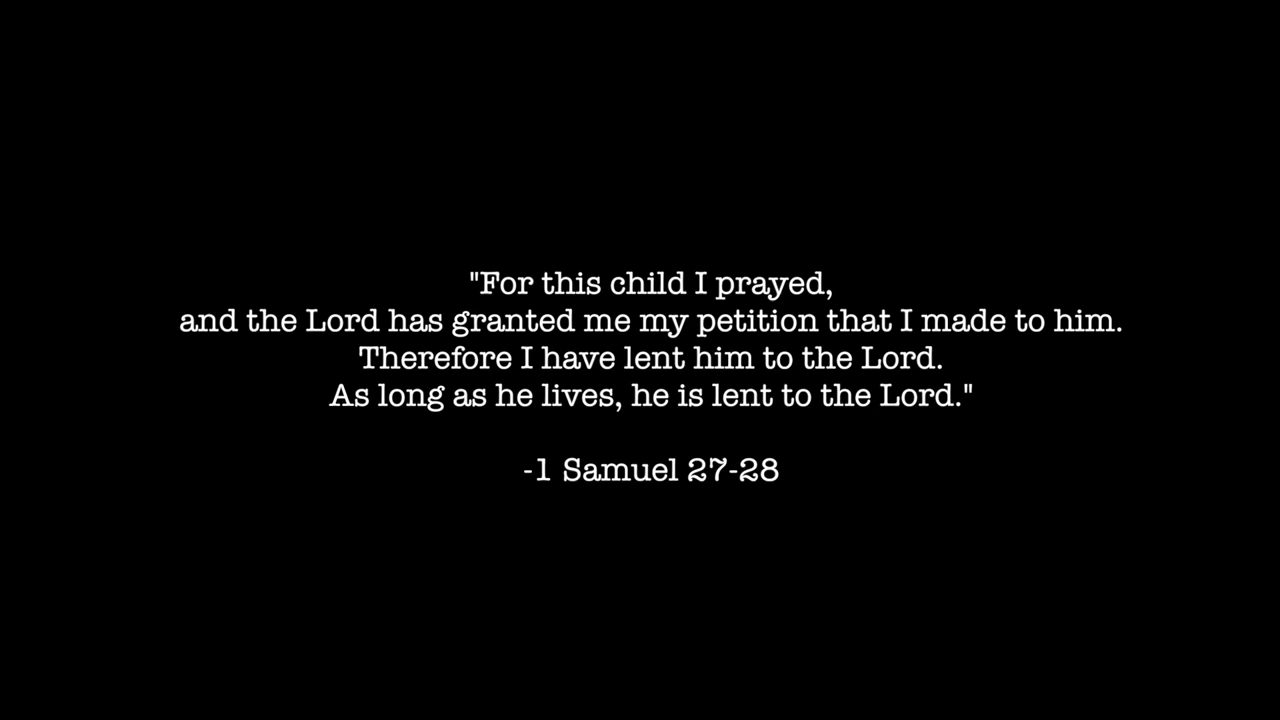 "For this child I prayed,
and the Lord has granted me my petition that I made to him.
Therefore I have lent him to the Lord.
As long as he lives, he is lent to the Lord."
-1 Samuel 27-28